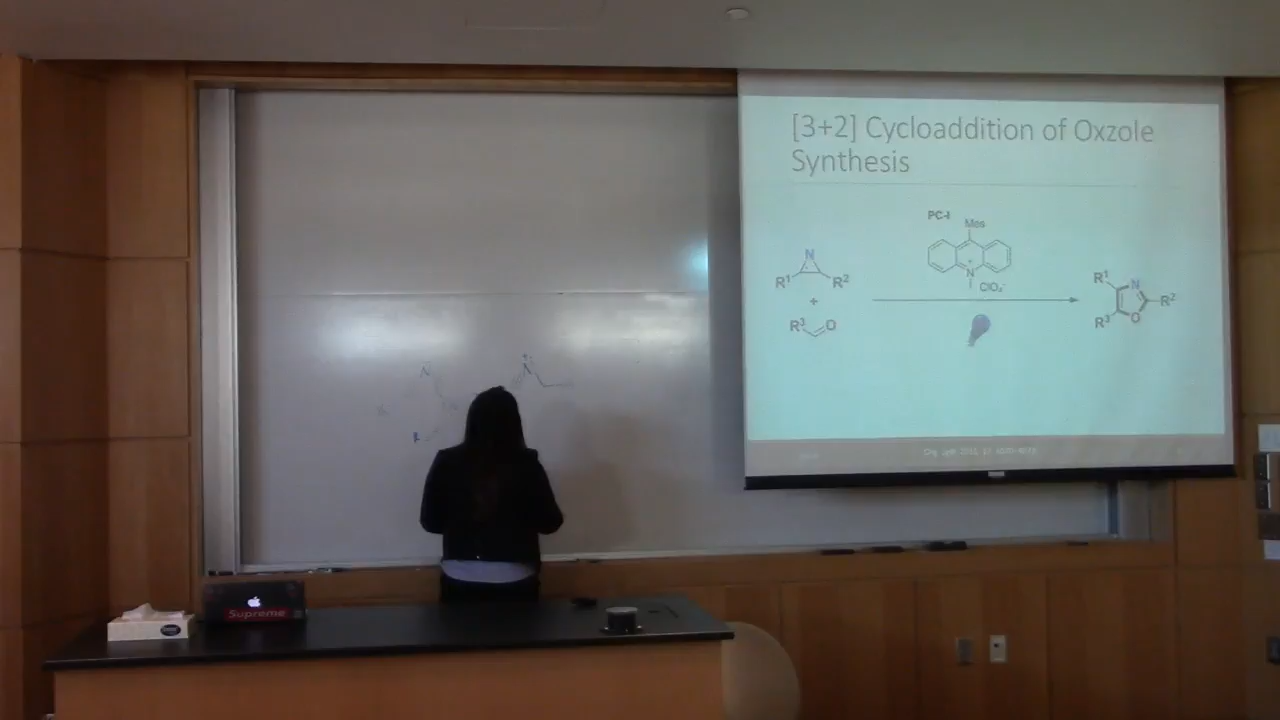 [3+2] Cycloaddition of Oxzole
Synthesis
PC-I
Mes
N
R¹ R²
+
R³ O
N
+
ClO₄⁻
R¹ N
R²
R³ O
N
N
R
Supreme